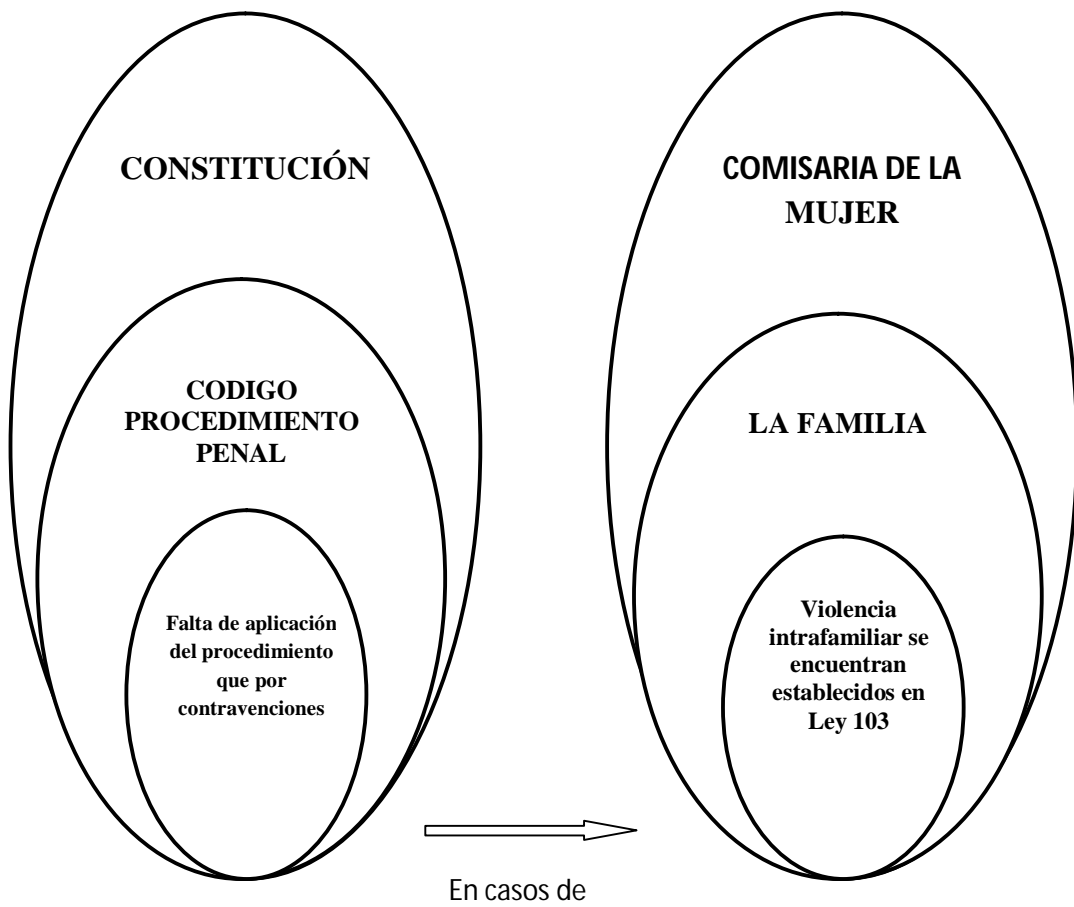 CONSTITUCIÓN
CODIGO
PROCEDIMIENTO
PENAL
Falta de aplicación
del procedimiento
que por
contravenciones
COMISARIA DE LA
MUJER
LA FAMILIA
Violencia
intrafamiliar se
encuentran
establecidos en
Ley 103
En casos de